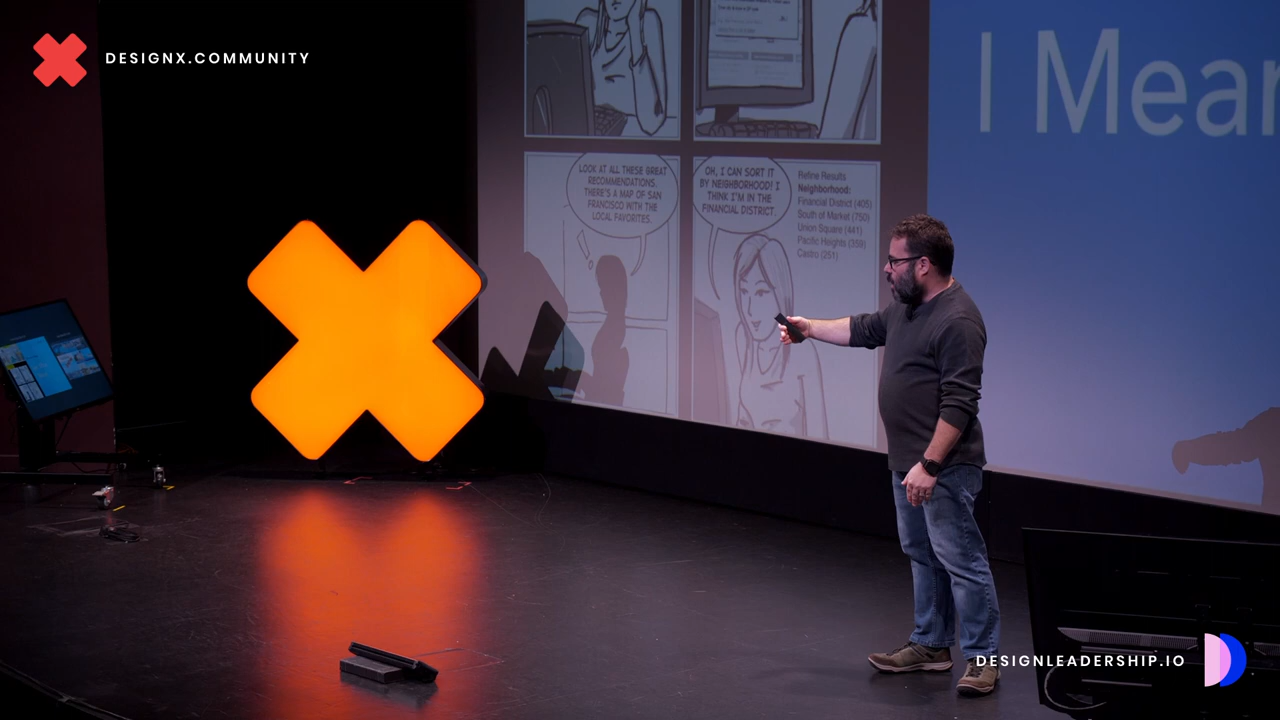 DESIGNX.COMMUNITY
I Mean
LOOK AT ALL THESE GREAT
RECOMMENDATIONS.
THERE'S A MAP OF SAN
FRANCISCO WITH THE
LOCAL FAVORITES.
OH, I CAN SORT IT
BY NEIGHBORHOOD! I
THINK I'M IN THE
FINANCIAL DISTRICT.
Refine Results
Neighborhood:
Financial District (405)
South of Market (750)
Union Square (441)
Pacific Heights (359)
Castro (251)
DESIGNLEADERSHIP.IO